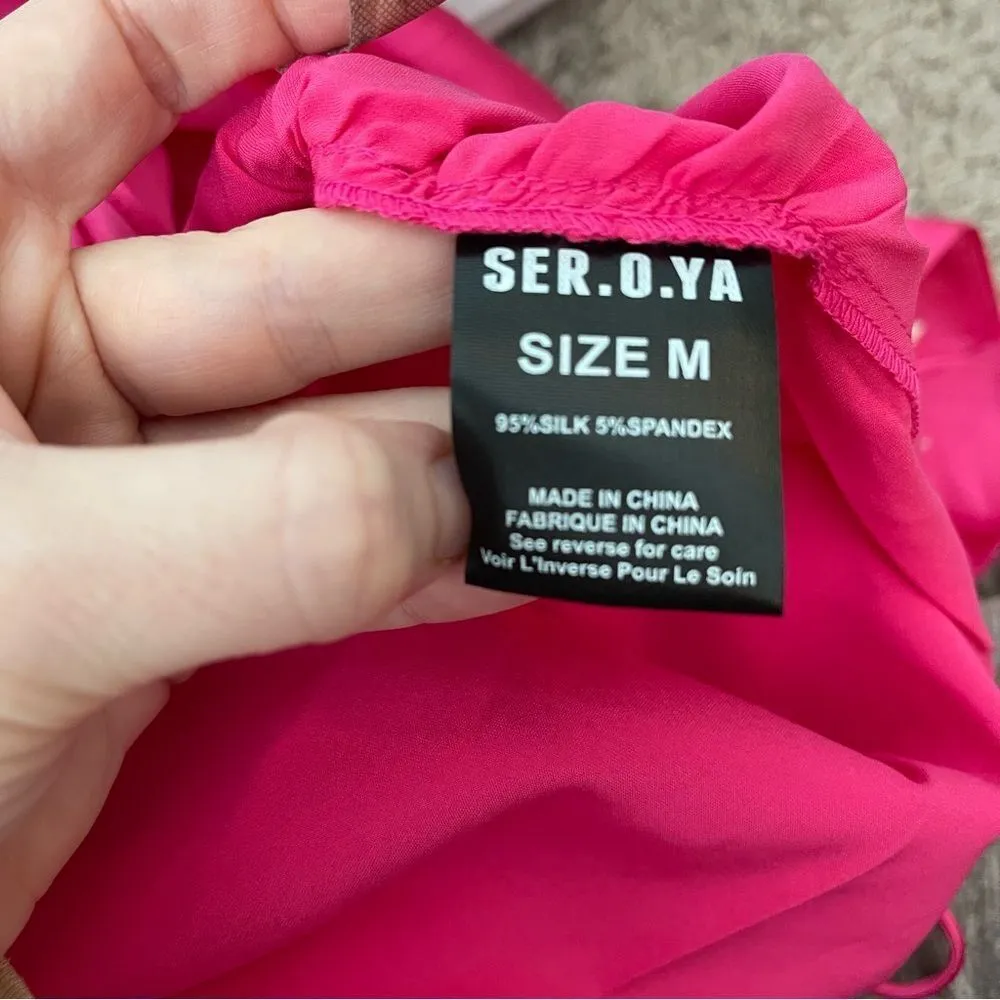 SER.O.YA
SIZE M
95%SILK 5%SPANDEX
MADE IN CHINA
FABRIQUE IN CHINA
See reverse for care
Voir L'Inverse Pour Le Soin